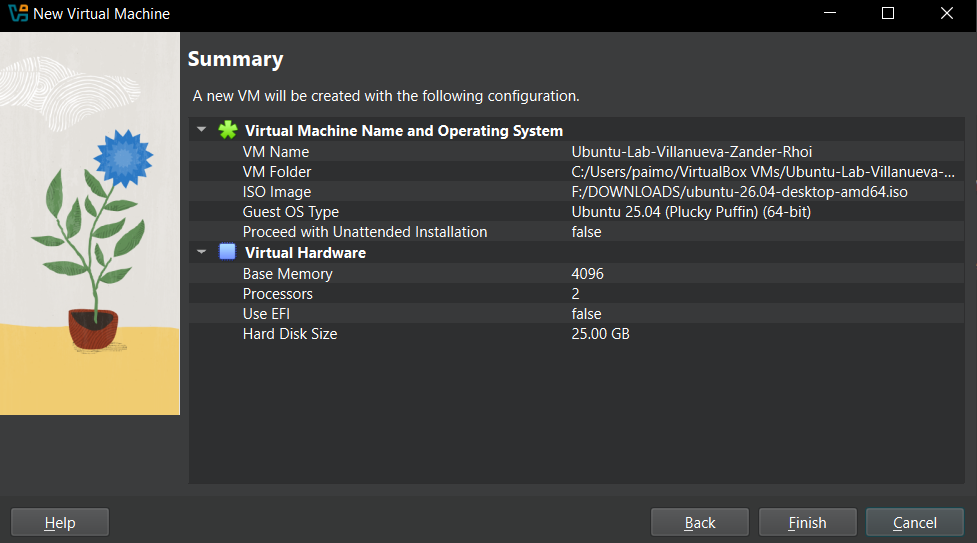 New Virtual Machine
Summary
A new VM will be created with the following configuration.
Virtual Machine Name and Operating System
VM Name Ubuntu-Lab-Villanueva-Zander-Rhoi
VM Folder C:/Users/paimo/VirtualBox VMs/Ubuntu-Lab-Villanueva-...
ISO Image F:/DOWNLOADS/ubuntu-26.04-desktop-amd64.iso
Guest OS Type Ubuntu 25.04 (Plucky Puffin) (64-bit)
Proceed with Unattended Installation false
Virtual Hardware
Base Memory 4096
Processors 2
Use EFI false
Hard Disk Size 25.00 GB
Help Back Finish Cancel